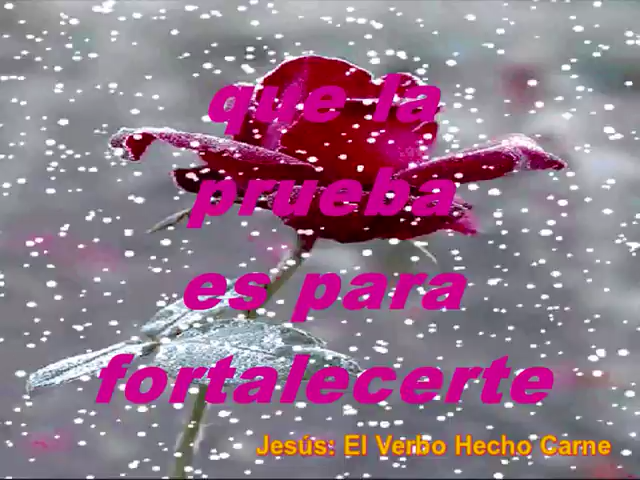 que la
prueba
es para
fortalecerte
Jesús: El Verbo Hecho Carne